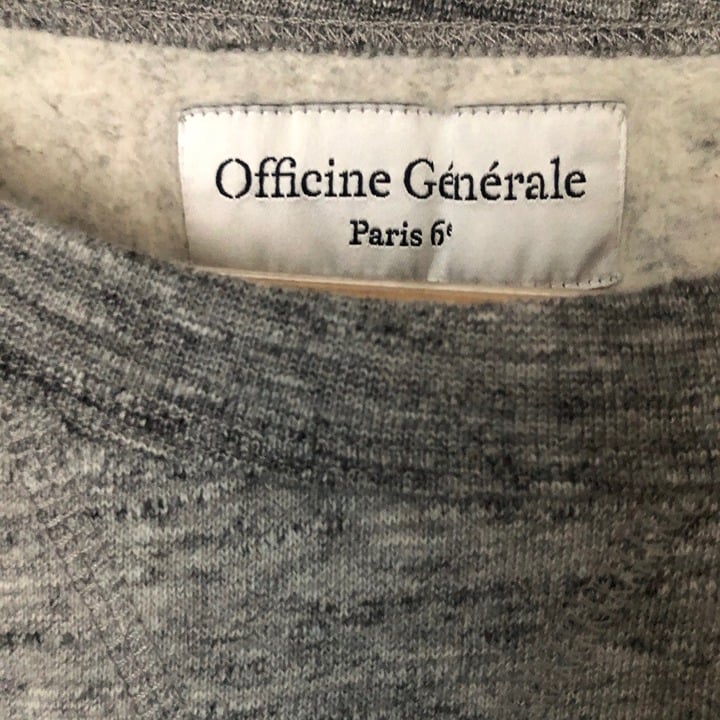 Officine Générale
Paris 6ᵉ